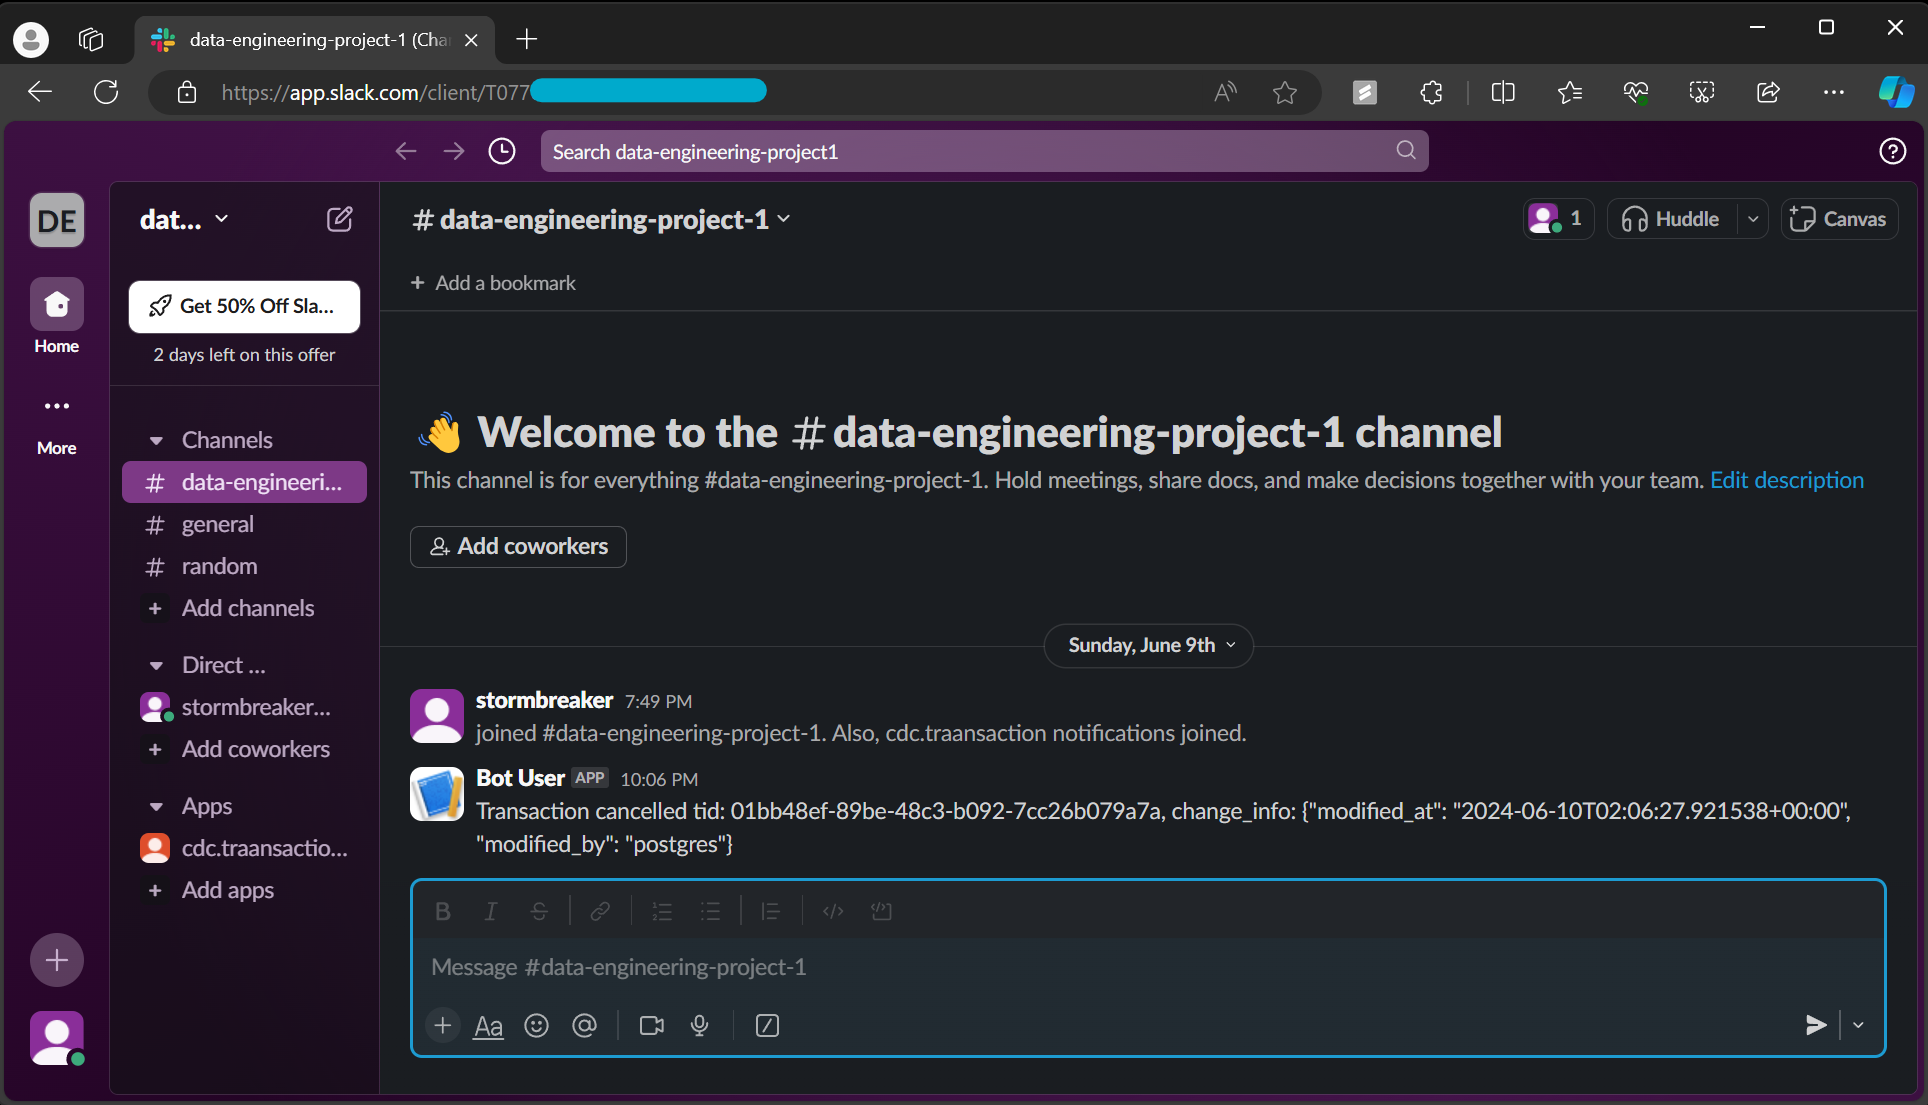 data-engineering-project-1 (Cha
https://app.slack.com/client/T077
Search data-engineering-project1
DE
dat...
# data-engineering-project-1
1
Huddle
Canvas
+ Add a bookmark
Get 50% Off Sla...
2 days left on this offer
Home
More
Channels
# data-engineeri...
# general
# random
+ Add channels
Direct ...
stormbreaker...
+ Add coworkers
Apps
cdc.traansactio...
+ Add apps
👋 Welcome to the # data-engineering-project-1 channel
This channel is for everything #data-engineering-project-1. Hold meetings, share docs, and make decisions together with your team. Edit description
Add coworkers
Sunday, June 9th
stormbreaker 7:49 PM
joined #data-engineering-project-1. Also, cdc.traansaction notifications joined.
Bot User APP 10:06 PM
Transaction cancelled tid: 01bb48ef-89be-48c3-b092-7cc26b079a7a, change_info: {"modified_at": "2024-06-10T02:06:27.921538+00:00",
"modified_by": "postgres"}
Message #data-engineering-project-1
Aa